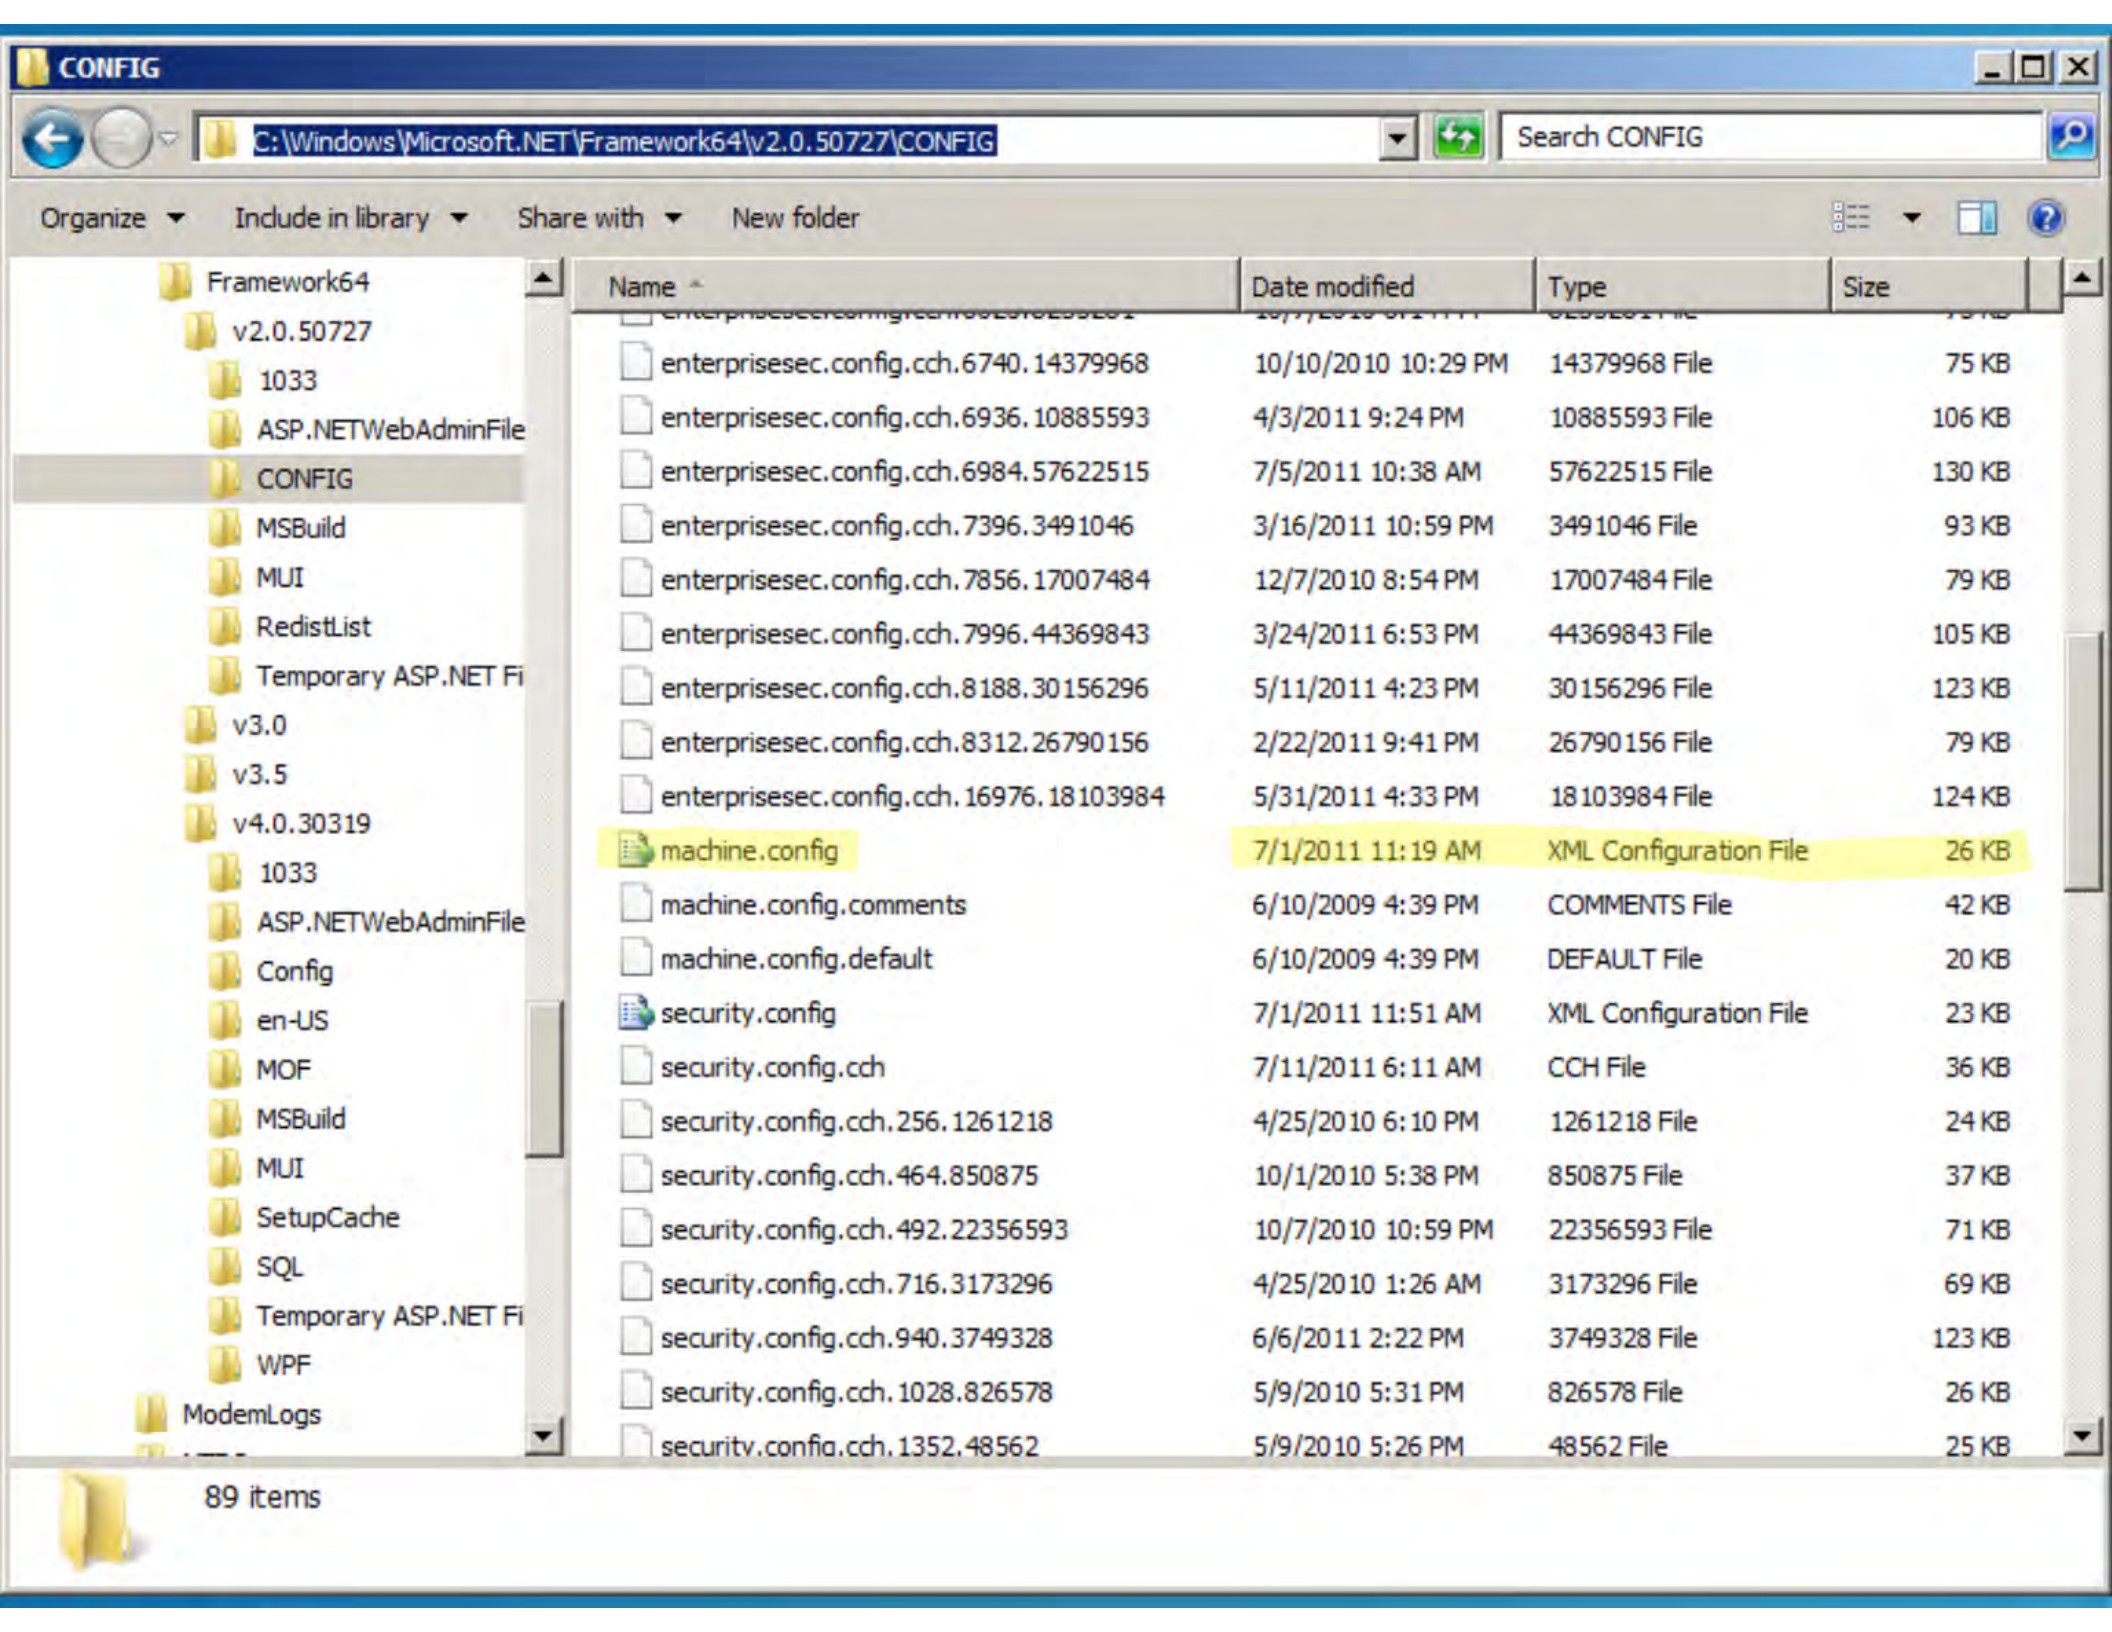 CONFIG
C:\Windows\Microsoft.NET\Framework64\v2.0.50727\CONFIG
Search CONFIG
Organize
Include in library
Share with
New folder
Framework64
v2.0.50727
1033
ASP.NETWebAdminFile
CONFIG
MSBuild
MUI
RedistList
Temporary ASP.NET Fi
v3.0
v3.5
v4.0.30319
1033
ASP.NETWebAdminFile
Config
en-US
MOF
MSBuild
MUI
SetupCache
SQL
Temporary ASP.NET Fi
WPF
ModemLogs
Name Date modified Type Size
enterprisesec.config.cch.6740.14379968 10/10/2010 10:29 PM 14379968 File 75 KB
enterprisesec.config.cch.6936.10885593 4/3/2011 9:24 PM 10885593 File 106 KB
enterprisesec.config.cch.6984.57622515 7/5/2011 10:38 AM 57622515 File 130 KB
enterprisesec.config.cch.7396.3491046 3/16/2011 10:59 PM 3491046 File 93 KB
enterprisesec.config.cch.7856.17007484 12/7/2010 8:54 PM 17007484 File 79 KB
enterprisesec.config.cch.7996.44369843 3/24/2011 6:53 PM 44369843 File 105 KB
enterprisesec.config.cch.8188.30156296 5/11/2011 4:23 PM 30156296 File 123 KB
enterprisesec.config.cch.8312.26790156 2/22/2011 9:41 PM 26790156 File 79 KB
enterprisesec.config.cch.16976.18103984 5/31/2011 4:33 PM 18103984 File 124 KB
machine.config 7/1/2011 11:19 AM XML Configuration File 26 KB
machine.config.comments 6/10/2009 4:39 PM COMMENTS File 42 KB
machine.config.default 6/10/2009 4:39 PM DEFAULT File 20 KB
security.config 7/1/2011 11:51 AM XML Configuration File 23 KB
security.config.cch 7/11/2011 6:11 AM CCH File 36 KB
security.config.cch.256.1261218 4/25/2010 6:10 PM 1261218 File 24 KB
security.config.cch.464.850875 10/1/2010 5:38 PM 850875 File 37 KB
security.config.cch.492.22356593 10/7/2010 10:59 PM 22356593 File 71 KB
security.config.cch.716.3173296 4/25/2010 1:26 AM 3173296 File 69 KB
security.config.cch.940.3749328 6/6/2011 2:22 PM 3749328 File 123 KB
security.config.cch.1028.826578 5/9/2010 5:31 PM 826578 File 26 KB
security.config.cch.1352.48562 5/9/2010 5:26 PM 48562 File 25 KB
89 items